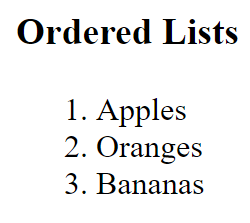 Ordered Lists
1. Apples
2. Oranges
3. Bananas